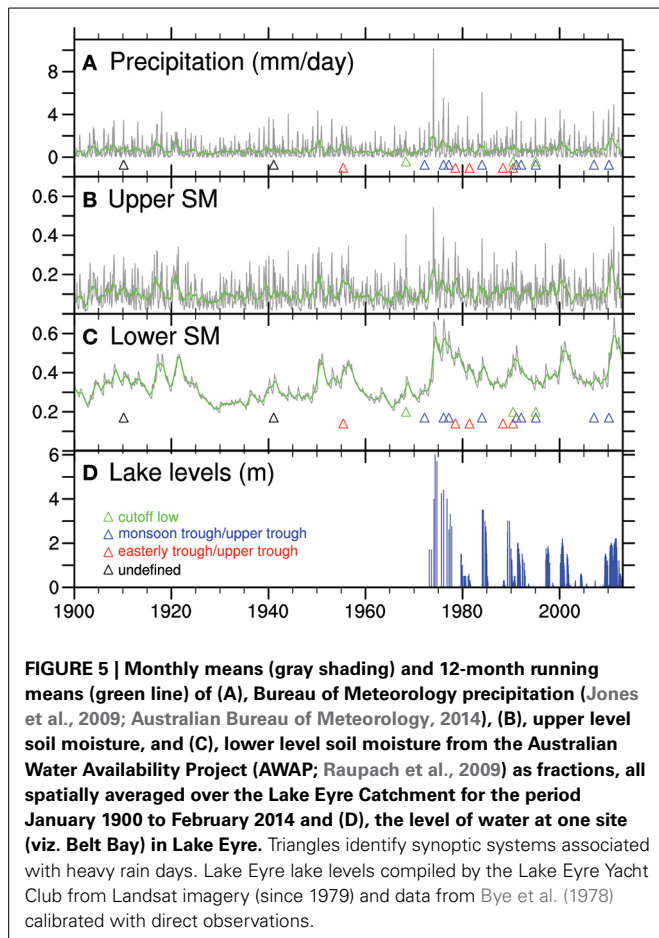 A Precipitation (mm/day)
8
4
0
B Upper SM
0.6
0.4
0.2
C Lower SM
0.6
0.4
0.2
D Lake levels (m)
6
4
2
0
△ cutoff low
△ monsoon trough/upper trough
△ easterly trough/upper trough
△ undefined
1900 1920 1940 1960 1980 2000
FIGURE 5 | Monthly means (gray shading) and 12-month running
means (green line) of (A), Bureau of Meteorology precipitation (Jones
et al., 2009; Australian Bureau of Meteorology, 2014), (B), upper level
soil moisture, and (C), lower level soil moisture from the Australian
Water Availability Project (AWAP; Raupach et al., 2009) as fractions, all
spatially averaged over the Lake Eyre Catchment for the period
January 1900 to February 2014 and (D), the level of water at one site
(viz. Belt Bay) in Lake Eyre. Triangles identify synoptic systems associated
with heavy rain days. Lake Eyre lake levels compiled by the Lake Eyre Yacht
Club from Landsat imagery (since 1979) and data from Bye et al. (1978)
calibrated with direct observations.